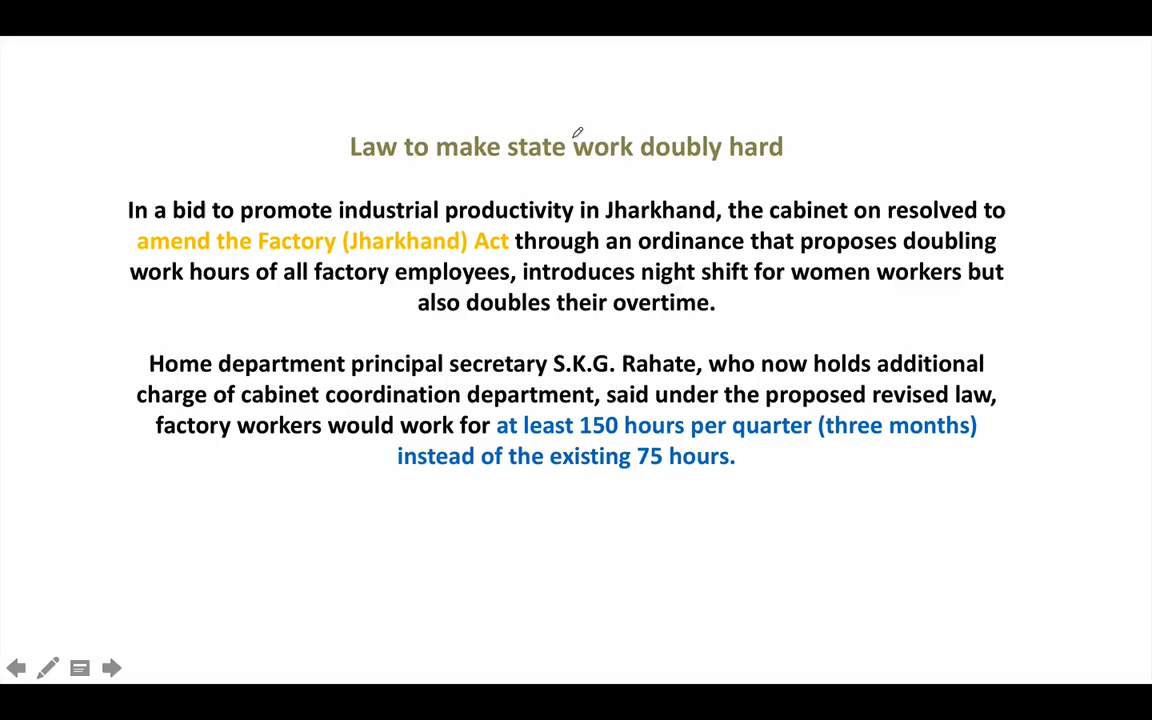 Law to make state work doubly hard
In a bid to promote industrial productivity in Jharkhand, the cabinet on resolved to
amend the Factory (Jharkhand) Act through an ordinance that proposes doubling
work hours of all factory employees, introduces night shift for women workers but
also doubles their overtime.
Home department principal secretary S.K.G. Rahate, who now holds additional
charge of cabinet coordination department, said under the proposed revised law,
factory workers would work for at least 150 hours per quarter (three months)
instead of the existing 75 hours.